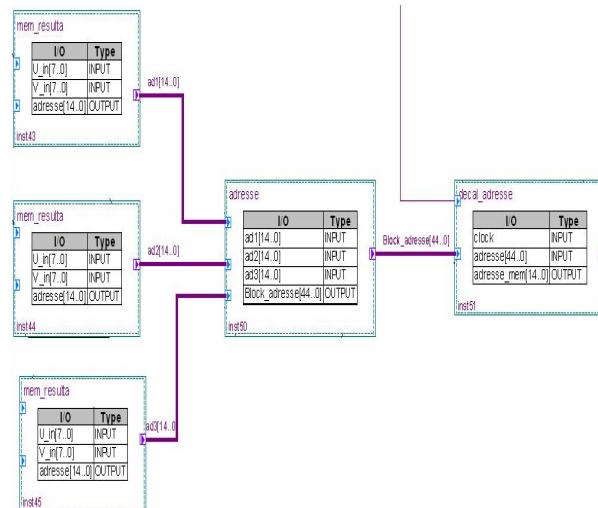 mem_resulta
I/O Type
U_in[7..0] INPUT
V_in[7..0] INPUT
adresse[14..0] OUTPUT
inst43
ad1[14..0]
mem_resulta
I/O Type
U_in[7..0] INPUT
V_in[7..0] INPUT
adresse[14..0] OUTPUT
inst44
ad2[14..0]
mem_resulta
I/O Type
U_in[7..0] INPUT
V_in[7..0] INPUT
adresse[14..0] OUTPUT
inst45
ad3[14..0]
adresse
I/O Type
ad1[14..0] INPUT
ad2[14..0] INPUT
ad3[14..0] INPUT
Block_adresse[44..0] OUTPUT
inst50
Block_adresse[44..0]
decal_adresse
I/O Type
clock INPUT
adresse[44..0] INPUT
adresse_mem[14..0] OUTPUT
inst51